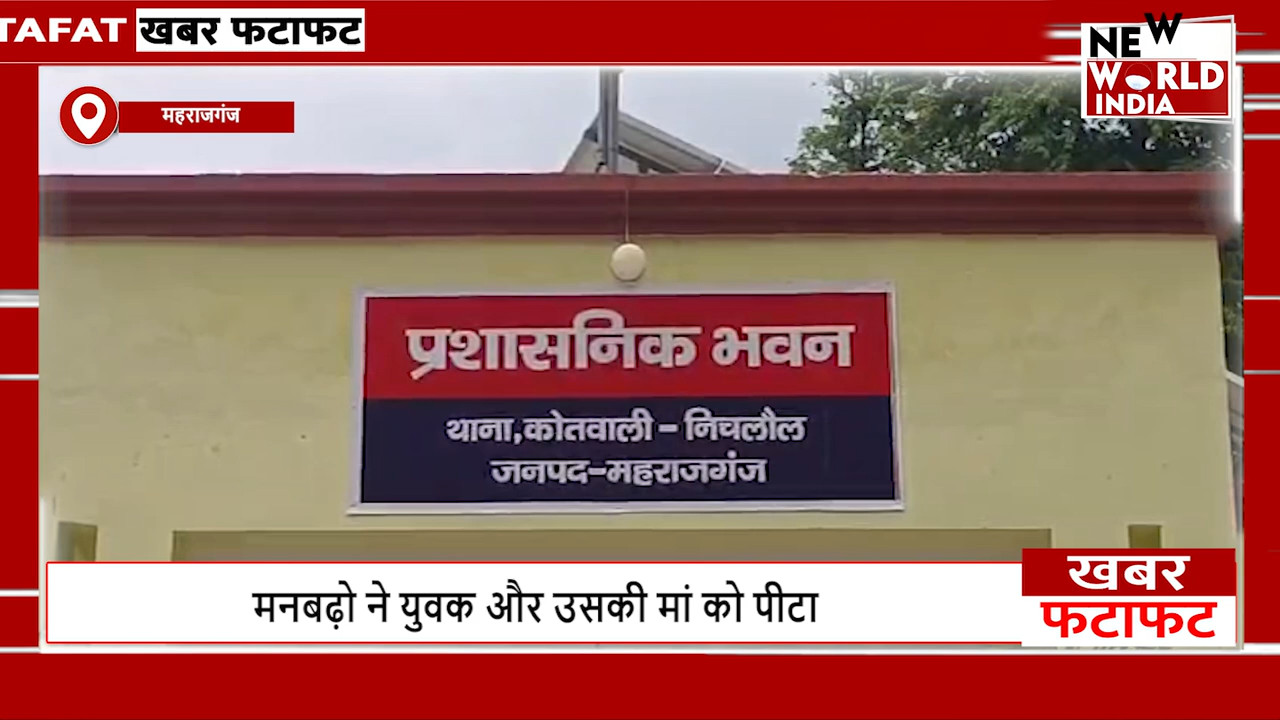 TAFAT खबर फटाफट
NEW
WORLD
INDIA
महराजगंज
प्रशासनिक भवन
थाना,कोतवाली - निचलौल
जनपद-महराजगंज
मनबढ़ो ने युवक और उसकी मां को पीटा
खबर
फटाफट